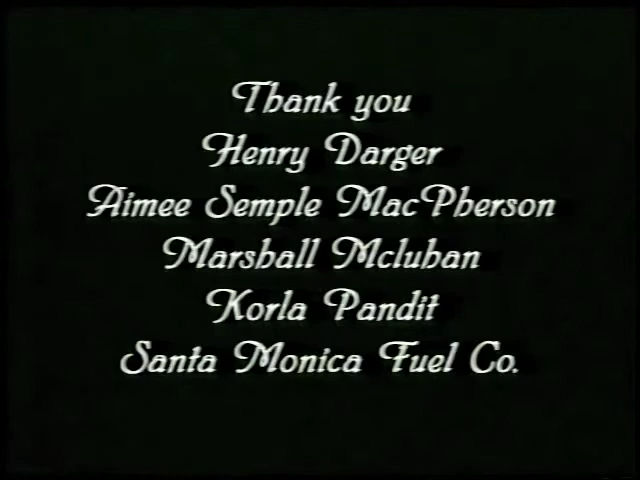 Thank you
Henry Darger
Aimee Semple MacPherson
Marshall Mcluhan
Korla Pandit
Santa Monica Fuel Co.